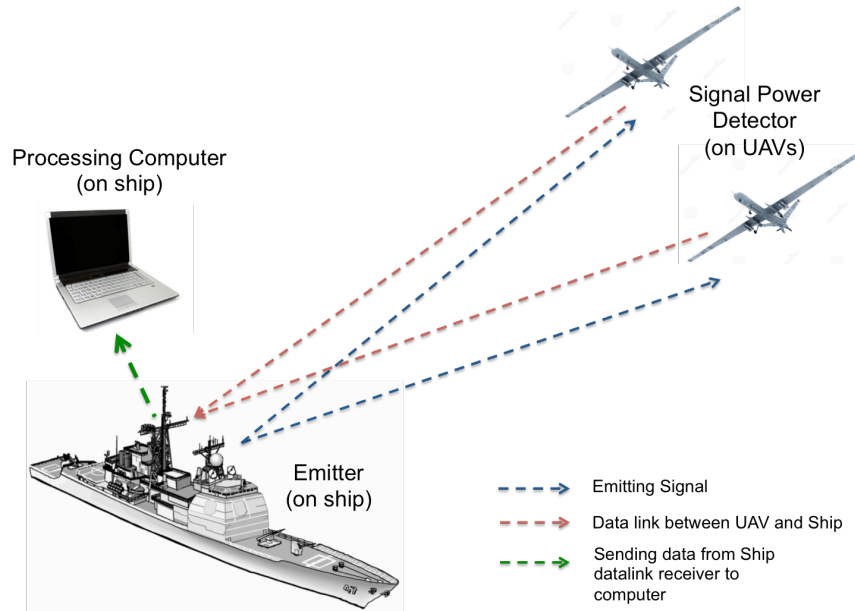 Signal Power
Detector
(on UAVs)
Processing Computer
(on ship)
Emitter
(on ship)
Emitting Signal
Data link between UAV and Ship
Sending data from Ship
datalink receiver to
computer